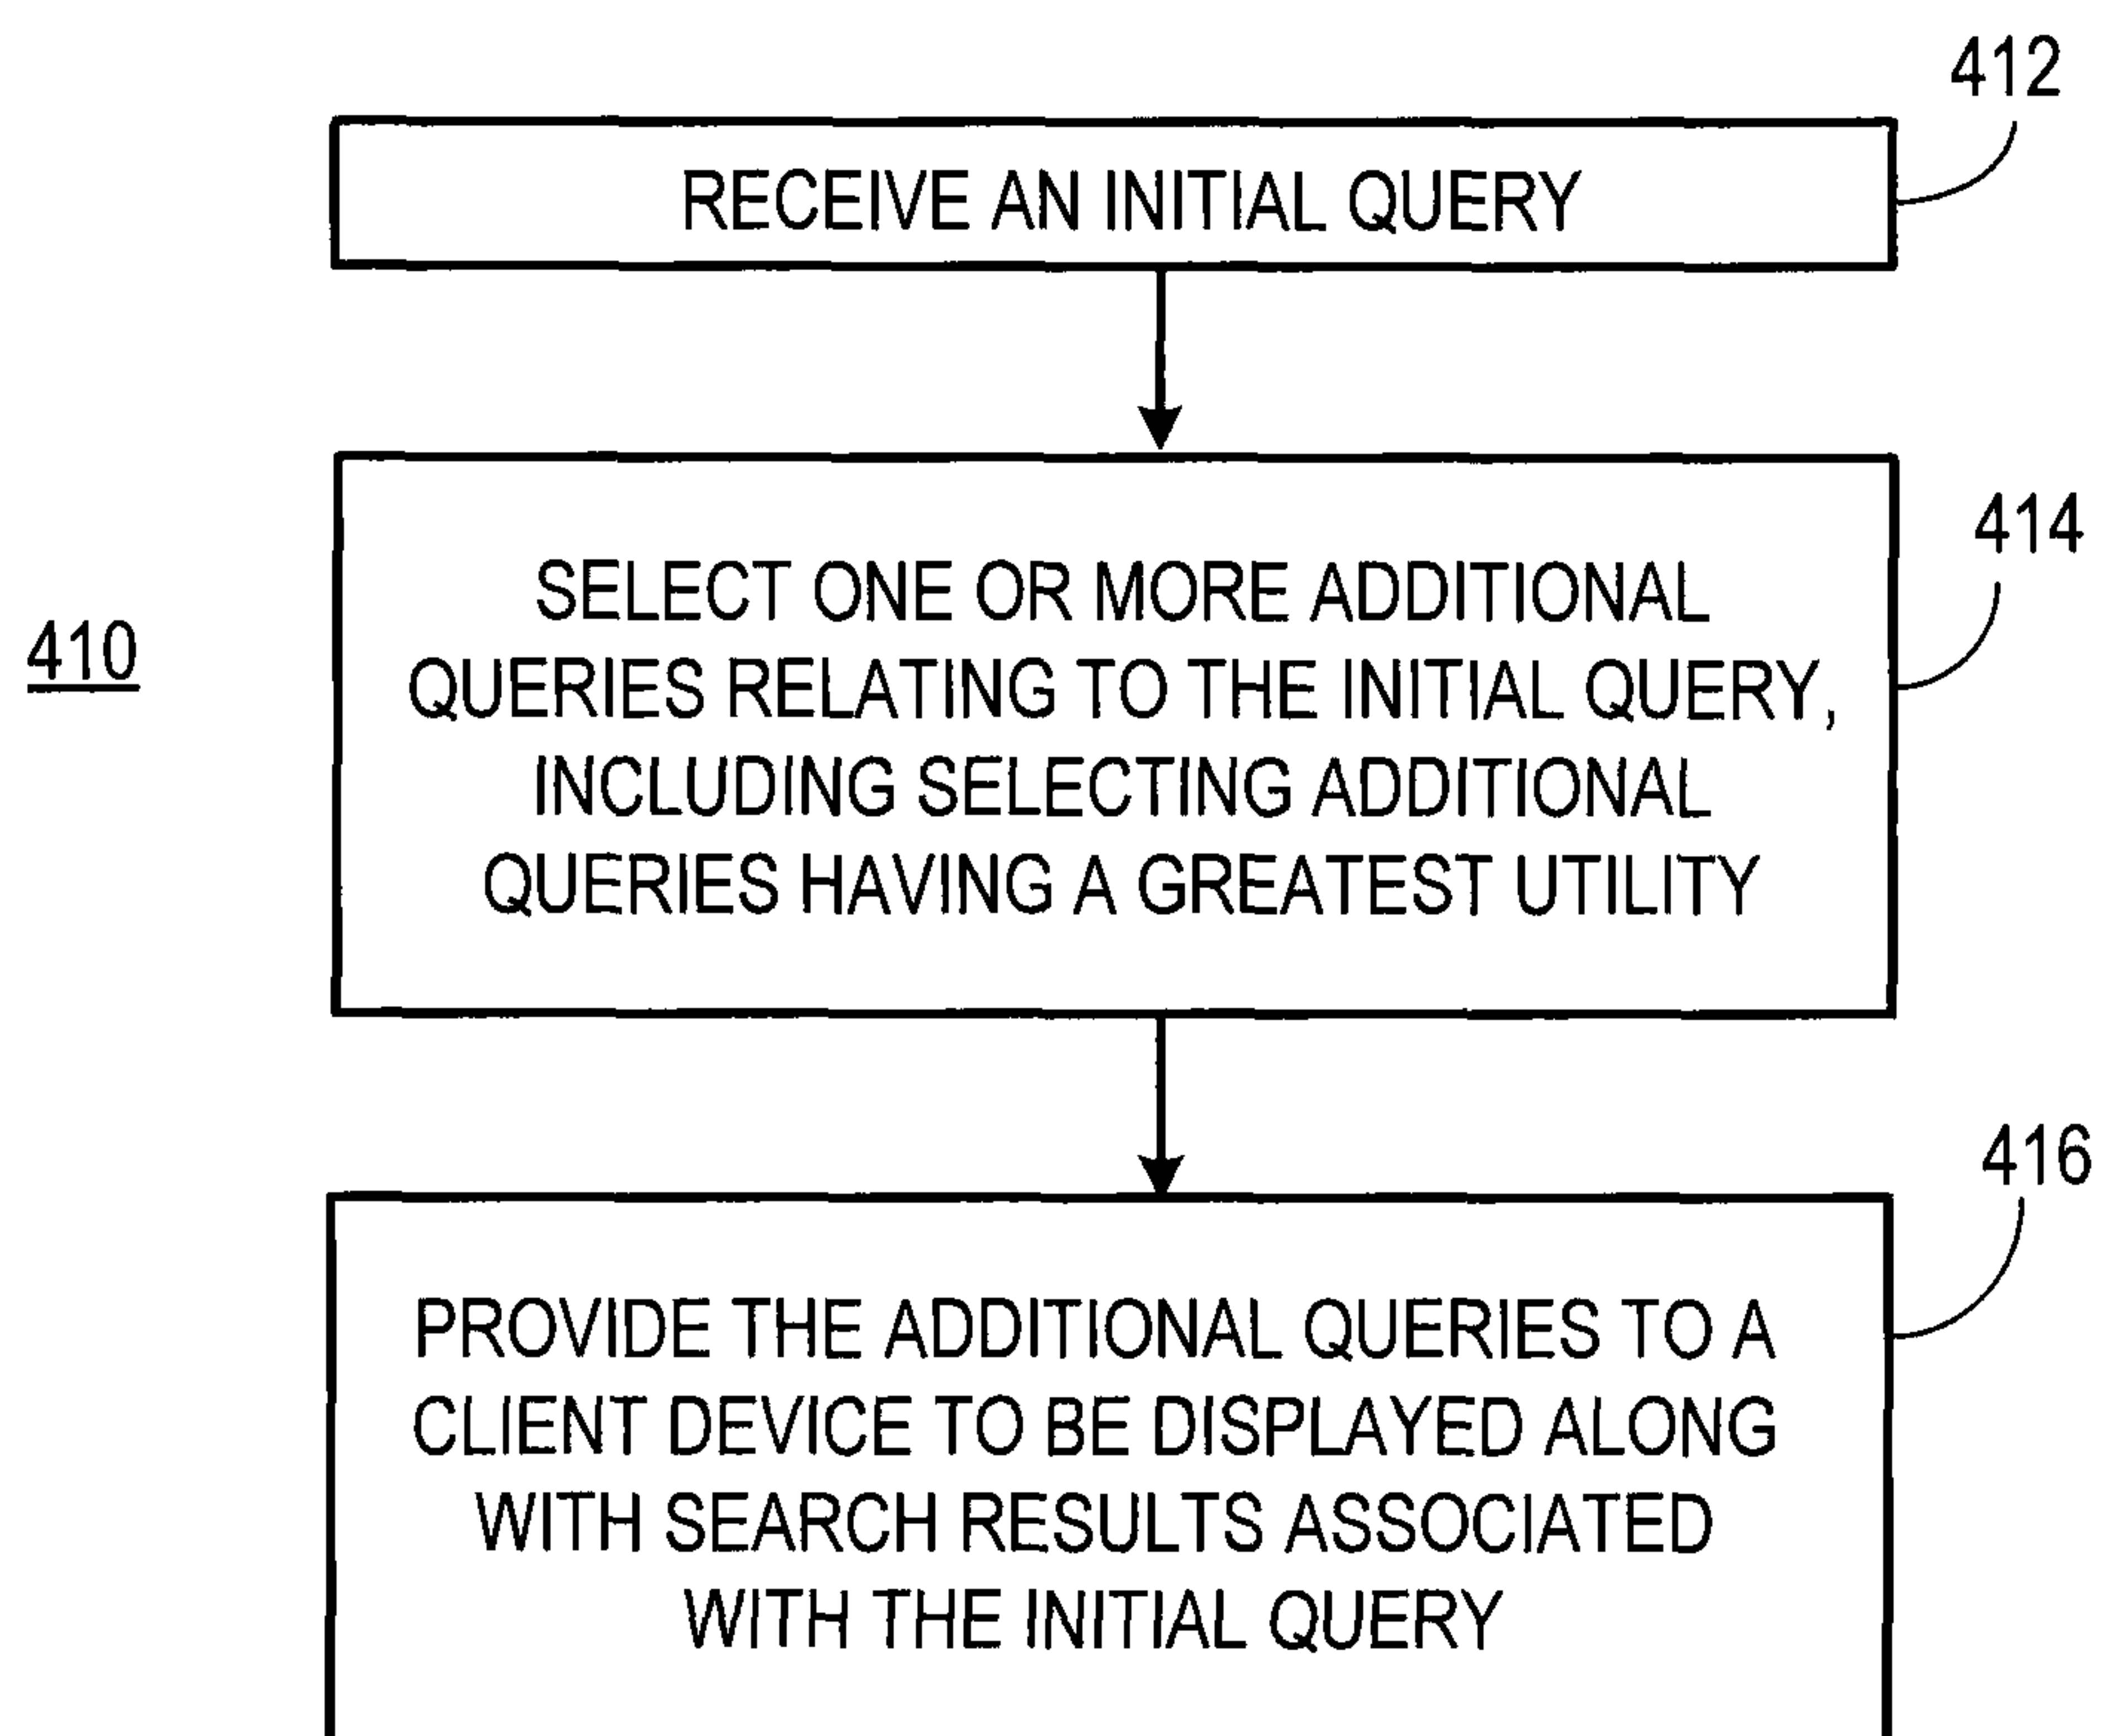 412
RECEIVE AN INITIAL QUERY
414
SELECT ONE OR MORE ADDITIONAL
QUERIES RELATING TO THE INITIAL QUERY,
INCLUDING SELECTING ADDITIONAL
QUERIES HAVING A GREATEST UTILITY
410
416
PROVIDE THE ADDITIONAL QUERIES TO A
CLIENT DEVICE TO BE DISPLAYED ALONG
WITH SEARCH RESULTS ASSOCIATED
WITH THE INITIAL QUERY